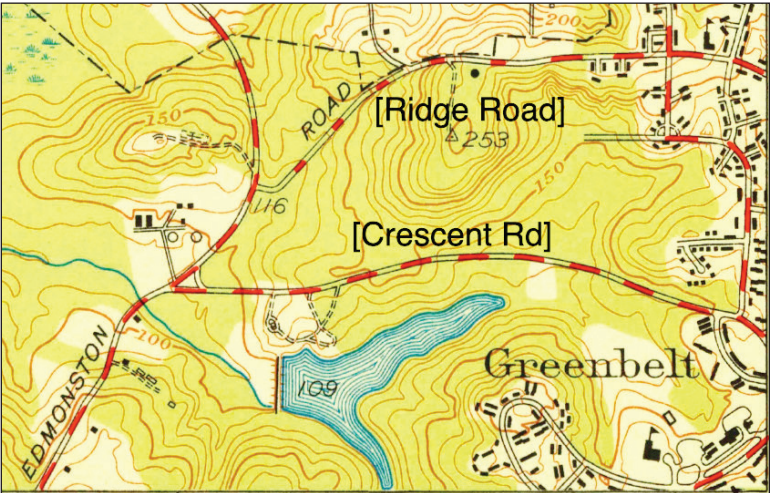 200
ROAD
[Ridge Road]
150
253
150
116
[Crescent Rd]
100
EDMONSTON
109
Greenbelt